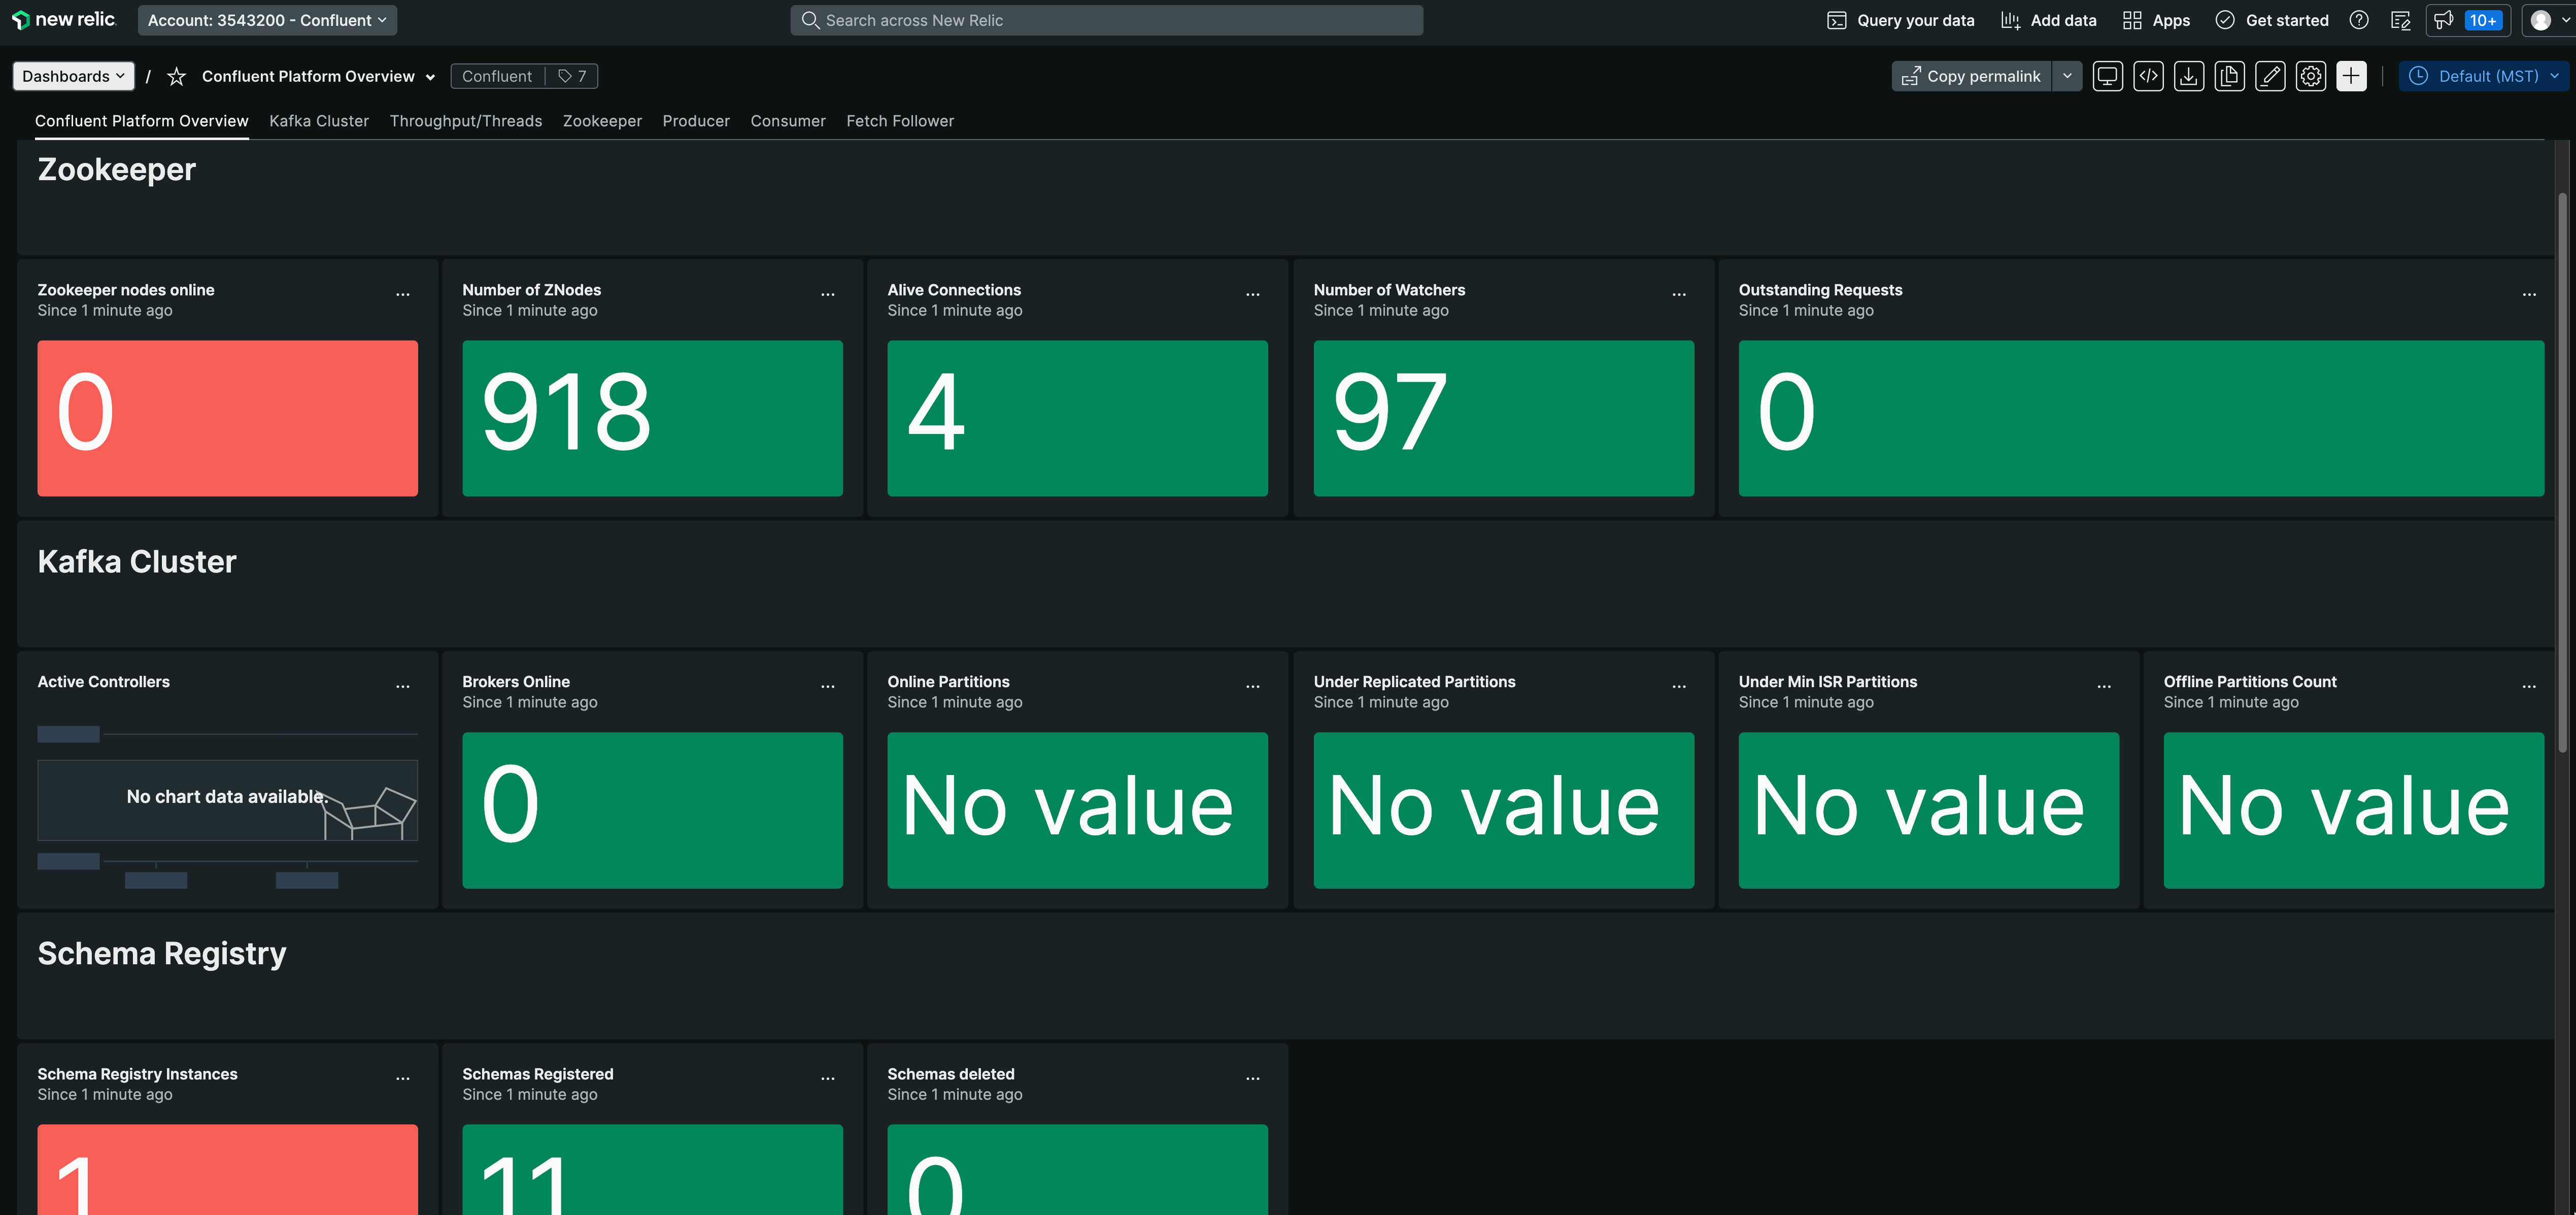 new relic.
Account: 3543200 - Confluent
Search across New Relic
Query your data
Add data
Apps
Get started
10+
Dashboards
/
Confluent Platform Overview
Confluent
7
Copy permalink
Default (MST)
Confluent Platform Overview
Kafka Cluster
Throughput/Threads
Zookeeper
Producer
Consumer
Fetch Follower
Zookeeper
Zookeeper nodes online
Since 1 minute ago
0
Number of ZNodes
Since 1 minute ago
918
Alive Connections
Since 1 minute ago
4
Number of Watchers
Since 1 minute ago
97
Outstanding Requests
Since 1 minute ago
0
Kafka Cluster
Active Controllers
No chart data available.
Brokers Online
Since 1 minute ago
0
Online Partitions
Since 1 minute ago
No value
Under Replicated Partitions
Since 1 minute ago
No value
Under Min ISR Partitions
Since 1 minute ago
No value
Offline Partitions Count
Since 1 minute ago
No value
Schema Registry
Schema Registry Instances
Since 1 minute ago
1
Schemas Registered
Since 1 minute ago
11
Schemas deleted
Since 1 minute ago
0